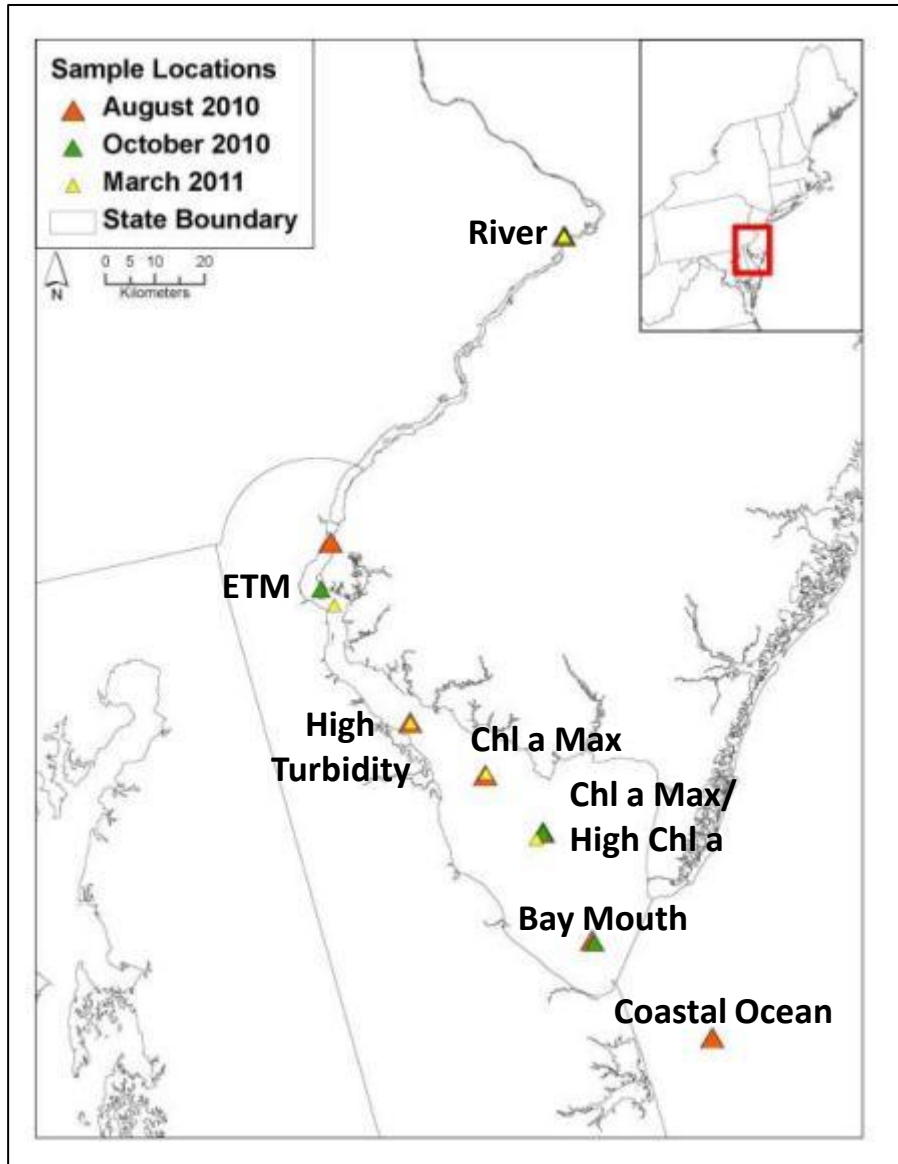 Sample Locations
August 2010
October 2010
March 2011
State Boundary
N
0 5 10 20
Kilometers
River
ETM
High
Turbidity
Chl a Max
Chl a Max/
High Chl a
Bay Mouth
Coastal Ocean